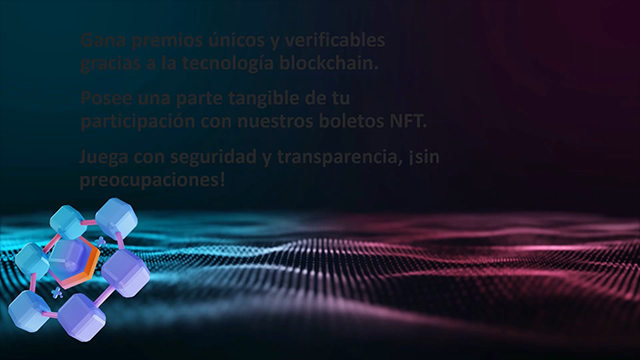 Gana premios únicos y verificables
gracias a la tecnología blockchain.
Posee una parte tangible de tu
participación con nuestros boletos NFT.
Juega con seguridad y transparencia, ¡sin
preocupaciones!